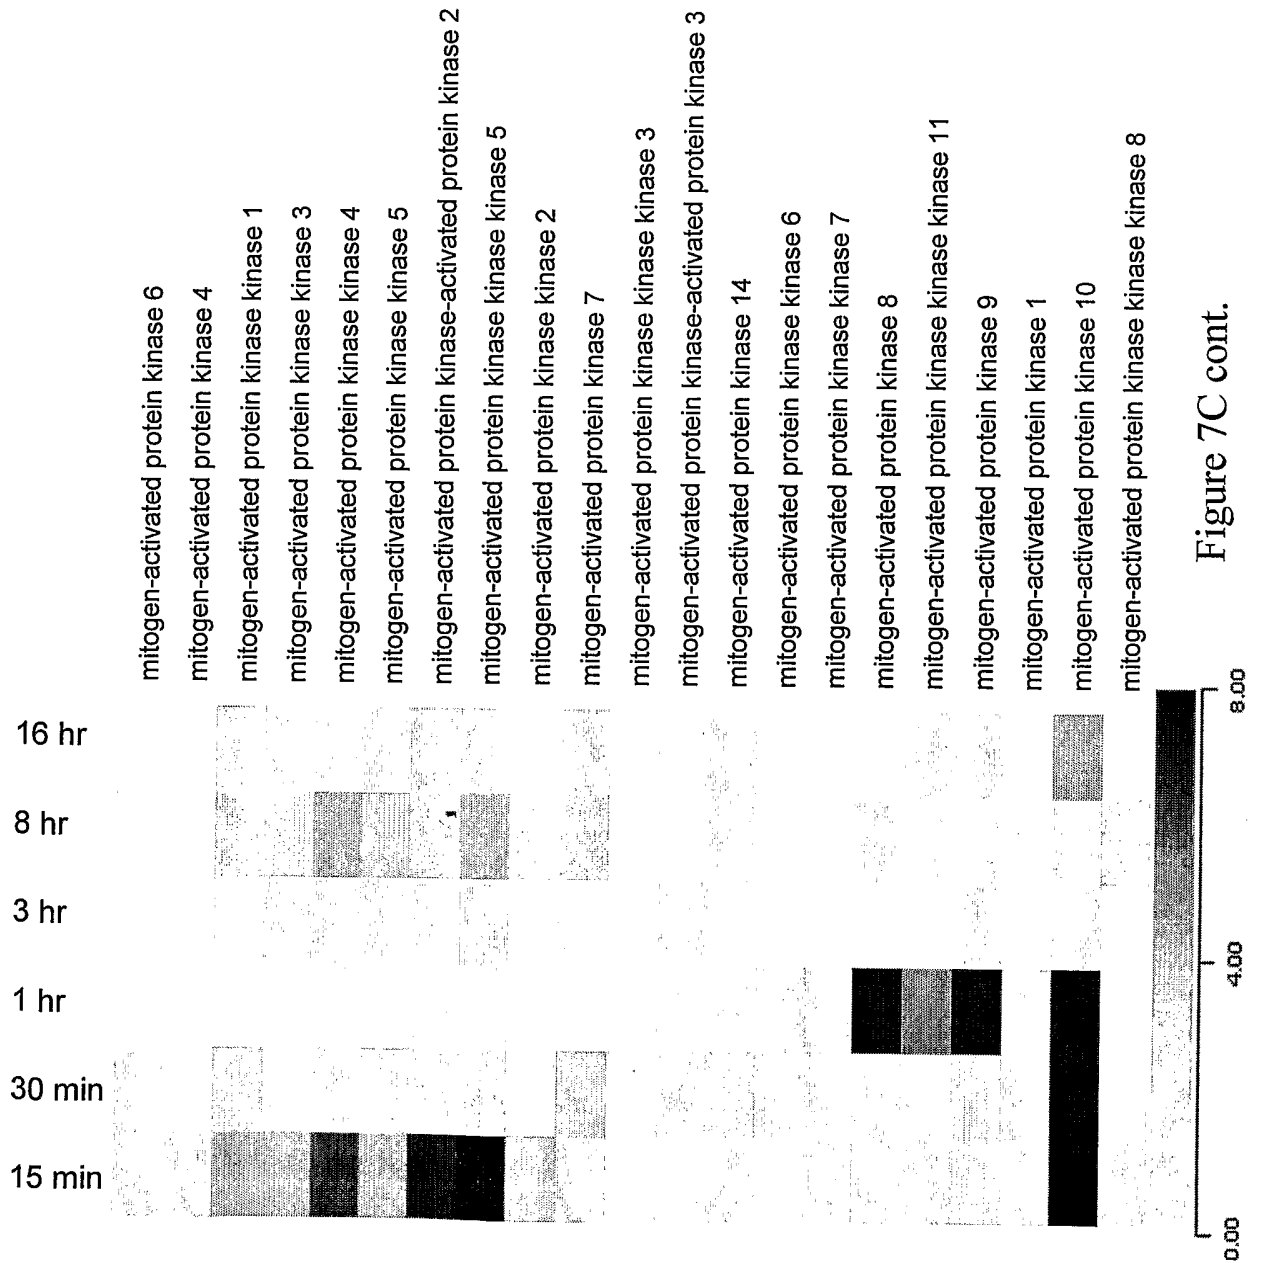 16 hr
8 hr
3 hr
1 hr
30 min
15 min
mitogen-activated protein kinase 6
mitogen-activated protein kinase 4
mitogen-activated protein kinase kinase 1
mitogen-activated protein kinase kinase 3
mitogen-activated protein kinase kinase 4
mitogen-activated protein kinase kinase 5
mitogen-activated protein kinase-activated protein kinase 2
mitogen-activated protein kinase kinase kinase 5
mitogen-activated protein kinase kinase 2
mitogen-activated protein kinase 7
mitogen-activated protein kinase kinase kinase 3
mitogen-activated protein kinase-activated protein kinase 3
mitogen-activated protein kinase 14
mitogen-activated protein kinase kinase 6
mitogen-activated protein kinase kinase 7
mitogen-activated protein kinase 8
mitogen-activated protein kinase kinase kinase 11
mitogen-activated protein kinase 9
mitogen-activated protein kinase 1
mitogen-activated protein kinase 10
mitogen-activated protein kinase kinase kinase 8
0.00
4.00
8.00
Figure 7C cont.